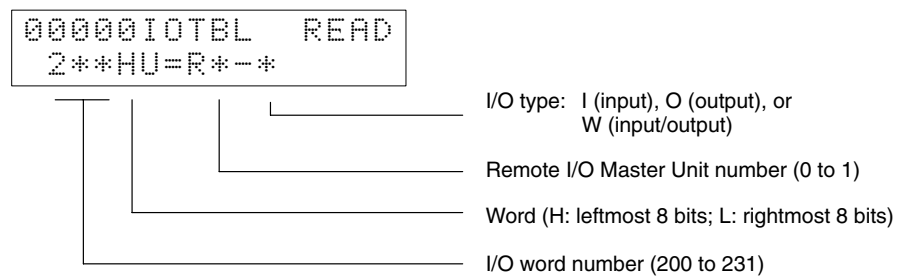 00000IOTBL READ
2**HU=R*-*
I/O type: I (input), O (output), or
W (input/output)
Remote I/O Master Unit number (0 to 1)
Word (H: leftmost 8 bits; L: rightmost 8 bits)
I/O word number (200 to 231)